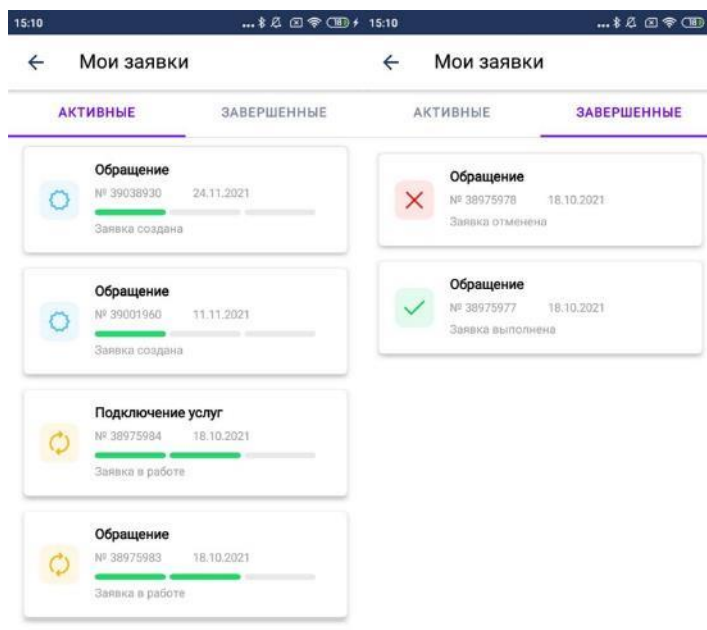 15:10
Мои заявки
АКТИВНЫЕ ЗАВЕРШЕННЫЕ
Обращение
№ 39038930 24.11.2021
Заявка создана
Обращение
№ 39001960 11.11.2021
Заявка создана
Подключение услуг
№ 38975984 18.10.2021
Заявка в работе
Обращение
№ 38975983 18.10.2021
Заявка в работе
15:10
Мои заявки
АКТИВНЫЕ ЗАВЕРШЕННЫЕ
Обращение
№ 38975978 18.10.2021
Заявка отменена
Обращение
№ 38975977 18.10.2021
Заявка выполнена